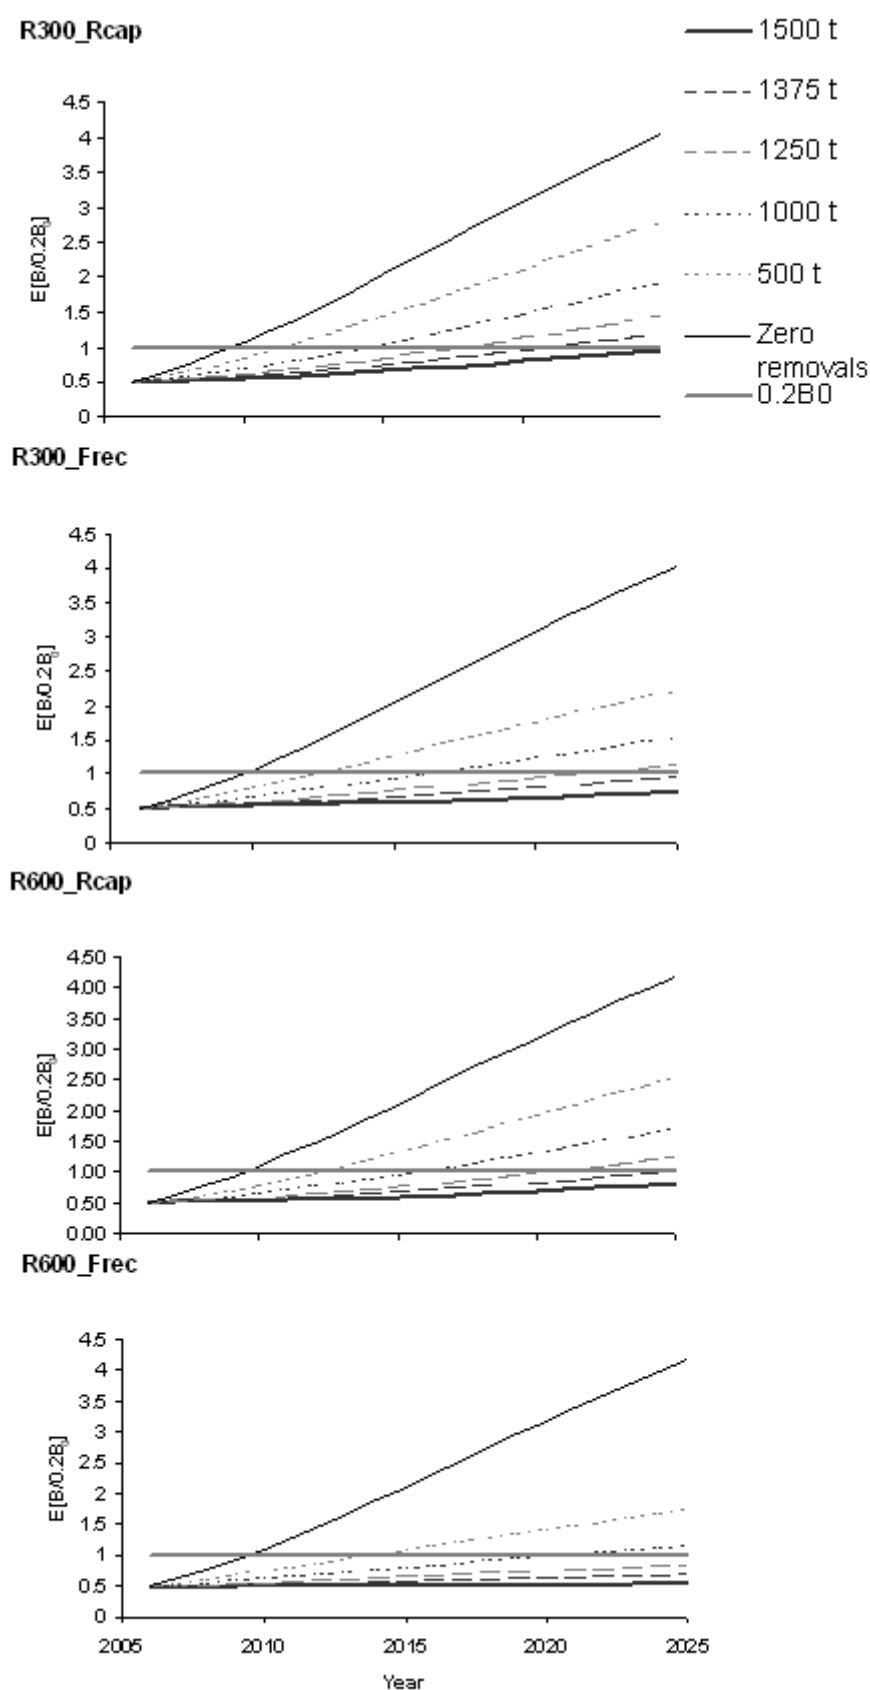 R300_Rcap
1500 t
1375 t
1250 t
1000 t
500 t
Zero
removals
0.2B0
4.5
4
3.5
3
2.5
2
1.5
1
0.5
0
E[B/0.2B₀]
R300_Frec
4.5
4
3.5
3
2.5
2
1.5
1
0.5
0
E[B/0.2B₀]
R600_Rcap
4.50
4.00
3.50
3.00
2.50
2.00
1.50
1.00
0.50
0.00
E[B/0.2B₀]
R600_Frec
4.5
4
3.5
3
2.5
2
1.5
1
0.5
0
E[B/0.2B₀]
2005 2010 2015 2020 2025
Year